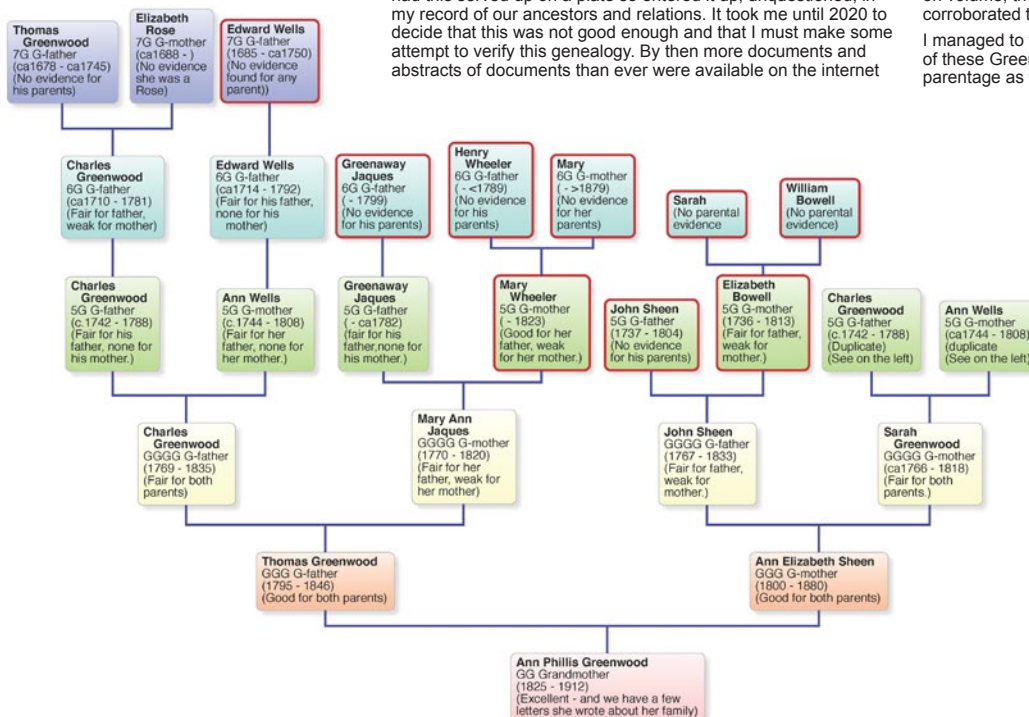 had this served up on a plate so entered it up, unquestioned, in
my record of our ancestors and relations. It took me until 2020 to
decide that this was not good enough and that I must make some
attempt to verify this genealogy. By then more documents and
abstracts of documents than ever were available on the internet
corroborated t
I managed to
of these Green
parentage as
Thomas
Greenwood
7G G-father
(ca1678 - ca1745)
(No evidence for
his parents)
Elizabeth
Rose
7G G-mother
(ca1688 - )
(No evidence
she was a
Rose)
Edward Wells
7G G-father
(1685 - ca1750)
(No evidence
found for any
parent))
Charles
Greenwood
6G G-father
(ca1710 - 1781)
(Fair for father,
weak for mother)
Edward Wells
6G G-father
(ca1714 - 1792)
(Fair for his father,
none for his
mother)
Greenaway
Jaques
6G G-father
( - 1799)
(No evidence
for his parents)
Henry
Wheeler
6G G-father
( - <1789)
(No evidence
for his
parents)
Mary
6G G-mother
( - >1879)
(No evidence
for her
parents)
Sarah
(No parental
evidence
William
Bowell
(No parental
evidence)
Charles
Greenwood
5G G-father
(c.1742 - 1788)
(Fair for his
father, none for
his mother.)
Ann Wells
5G G-mother
(c.1744 - 1808)
(Fair for her
father, none for
her mother.)
Greenaway
Jaques
5G G-father
( - ca1782)
(fair for his
father,none for
his mother.)
Mary
Wheeler
5G G-mother
( - 1823)
(Good for her
father, weak
for her mother.)
John Sheen
5G G-father
(1737 - 1804)
(No evidence
for his parents)
Elizabeth
Bowell
5G G-mother
(1736 - 1813)
(Fair for father,
weak for
mother.)
Charles
Greenwood
5G G-father
(c.1742 - 1788)
(Duplicate)
(See on the left)
Ann Wells
5G G-mother
(ca1744 - 1808)
(duplicate
(See on the left)
Charles
Greenwood
GGGG G-father
(1769 - 1835)
(Fair for both
parents)
Mary Ann
Jaques
GGGG G-mother
(1770 - 1820)
(Fair for her
father, weak for
her mother)
John Sheen
GGGG G-father
(1767 - 1833)
(Fair for father,
weak for
mother.)
Sarah
Greenwood
GGGG G-mother
(ca1766 - 1818)
(Fair for both
parents.)
Thomas Greenwood
GGG G-father
(1795 - 1846)
(Good for both parents)
Ann Elizabeth Sheen
GGG G-mother
(1800 - 1880)
(Good for both parents)
Ann Phillis Greenwood
GG Grandmother
(1825 - 1912)
(Excellent - and we have a few
letters she wrote about her family)